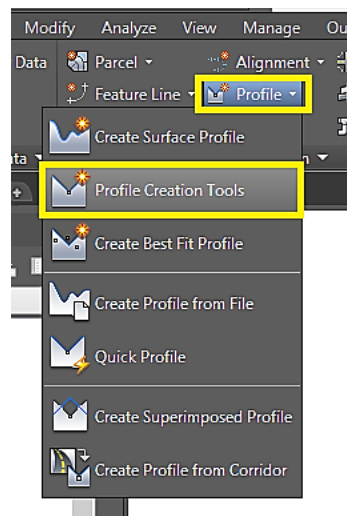 Modify Analyze View Manage
Data Parcel Alignment
Feature Line Profile
Create Surface Profile
Profile Creation Tools
Create Best Fit Profile
Create Profile from File
Quick Profile
Create Superimposed Profile
Create Profile from Corridor